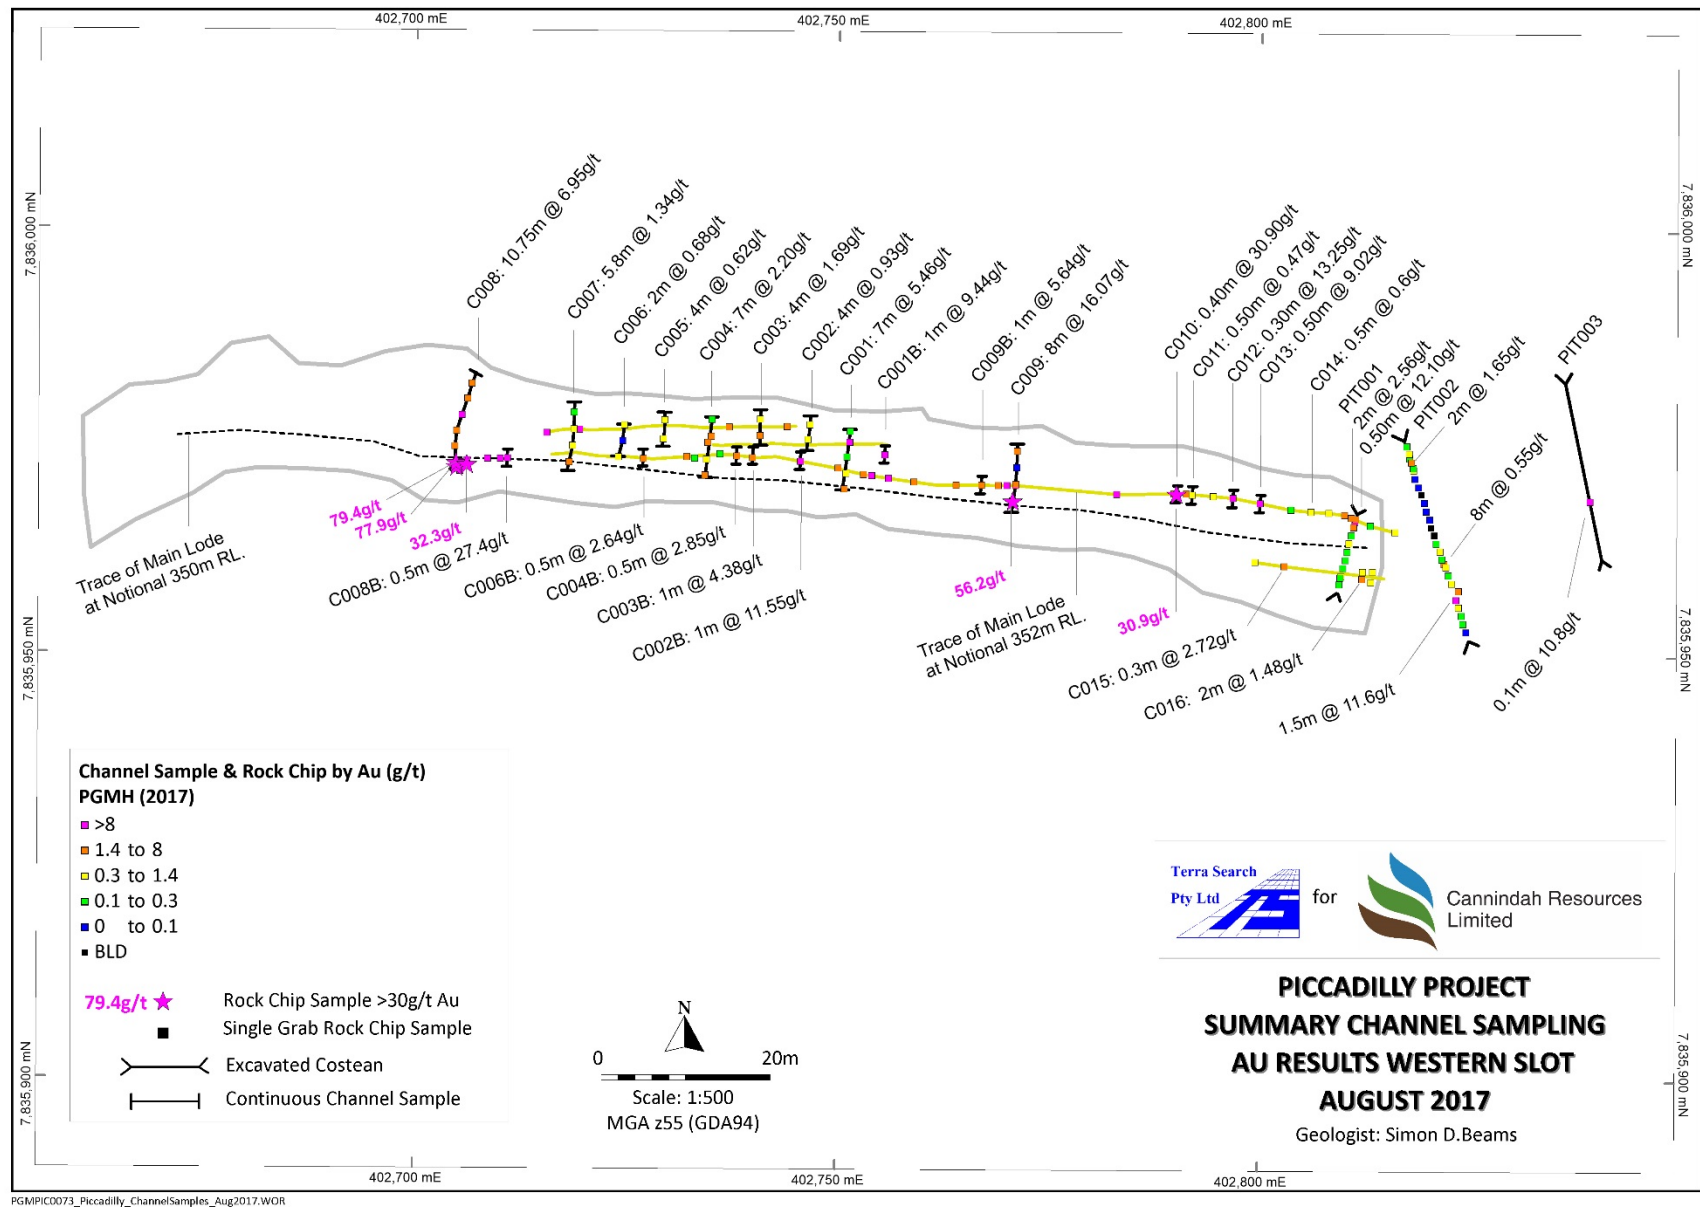 402,700 mE
402,750 mE
402,800 mE
7,836,000 mN
7,836,000 mN
C008: 10.75m @ 6.95g/t
C007: 5.8m @ 1.34g/t
C006: 2m @ 0.68g/t
C005: 4m @ 0.62g/t
C004: 7m @ 2.20g/t
C003: 4m @ 1.69g/t
C002: 4m @ 0.93g/t
C001: 7m @ 5.46g/t
C001B: 1m @ 9.44g/t
C009B: 1m @ 5.64g/t
C009: 8m @ 16.07g/t
C010: 0.40m @ 30.90g/t
C011: 0.50m @ 0.47g/t
C012: 0.30m @ 13.25g/t
C013: 0.50m @ 9.02g/t
C014: 0.5m @ 0.6g/t
PIT001
2m @ 2.56g/t
0.50m @ 12.10g/t
PIT002
2m @ 1.65g/t
PIT003
79.4g/t
77.9g/t
32.3g/t
Trace of Main Lode
at Notional 350m RL.
C008B: 0.5m @ 27.4g/t
C006B: 0.5m @ 2.64g/t
C004B: 0.5m @ 2.85g/t
C003B: 1m @ 4.38g/t
C002B: 1m @ 11.55g/t
56.2g/t
Trace of Main Lode
at Notional 352m RL.
30.9g/t
C015: 0.3m @ 2.72g/t
C016: 2m @ 1.48g/t
1.5m @ 11.6g/t
8m @ 0.55g/t
0.1m @ 10.8g/t
7,835,950 mN
7,835,950 mN
Channel Sample & Rock Chip by Au (g/t)
PGMH (2017)
>8
1.4 to 8
0.3 to 1.4
0.1 to 0.3
0 to 0.1
BLD
79.4g/t Rock Chip Sample >30g/t Au
Single Grab Rock Chip Sample
Excavated Costean
Continuous Channel Sample
N
0 20m
Scale: 1:500
MGA z55 (GDA94)
Terra Search
Pty Ltd
TS
for
Cannindah Resources
Limited
PICCADILLY PROJECT
SUMMARY CHANNEL SAMPLING
AU RESULTS WESTERN SLOT
AUGUST 2017
Geologist: Simon D.Beams
7,835,900 mN
7,835,900 mN
402,700 mE
402,750 mE
402,800 mE
PGMPIC0073_Piccadilly_ChannelSamples_Aug2017.WOR